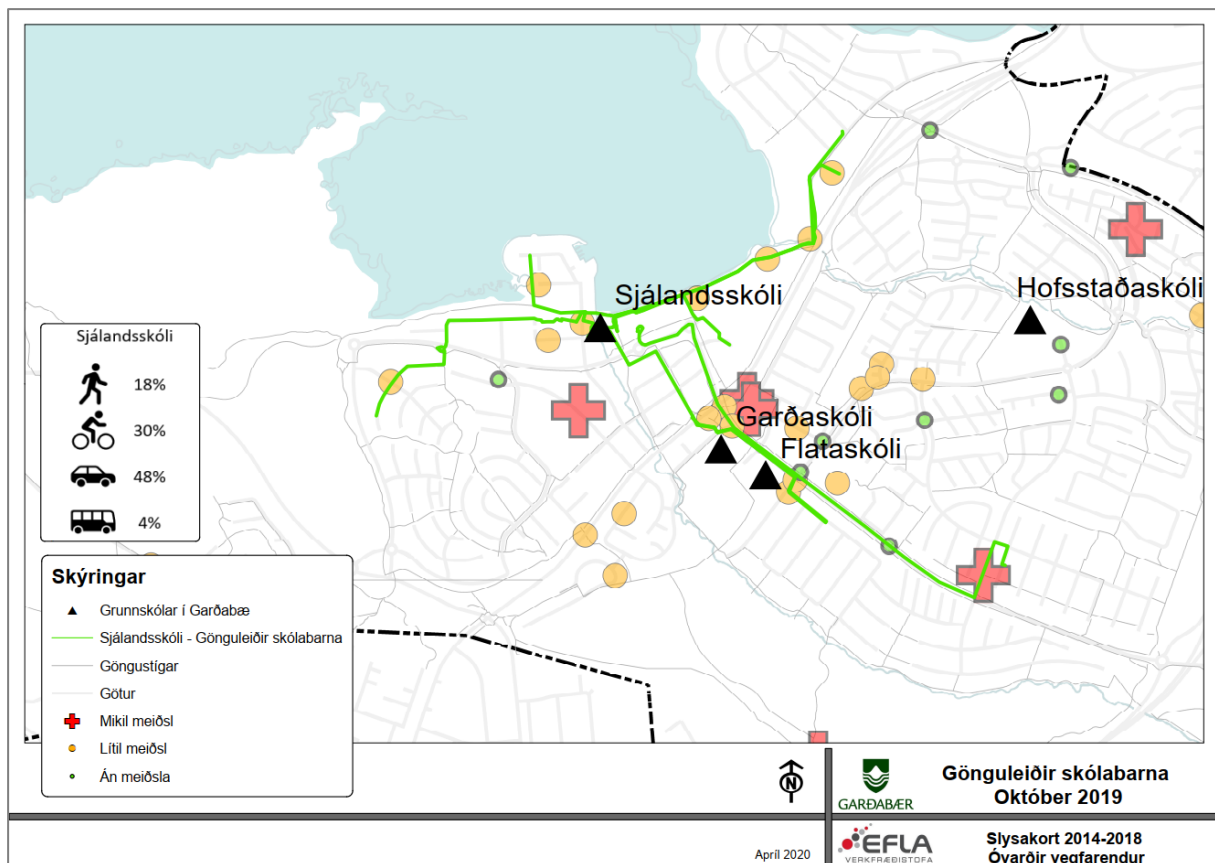 Sjálandsskóli
Hofsstaðaskóli
Garðaskóli
Flataskóli
Sjálandsskóli
18%
30%
48%
4%
Skýringar
Grunnskólar í Garðabæ
Sjálandsskóli - Gönguleiðir skólabarna
Göngustígar
Götur
Mikil meiðsl
Lítil meiðsl
Án meiðsla
N
GARÐABÆR
Gönguleiðir skólabarna
Október 2019
Apríl 2020
EFLA
VERKFRÆÐISTOFA
Slysakort 2014-2018
Óvarðir vegfarendur